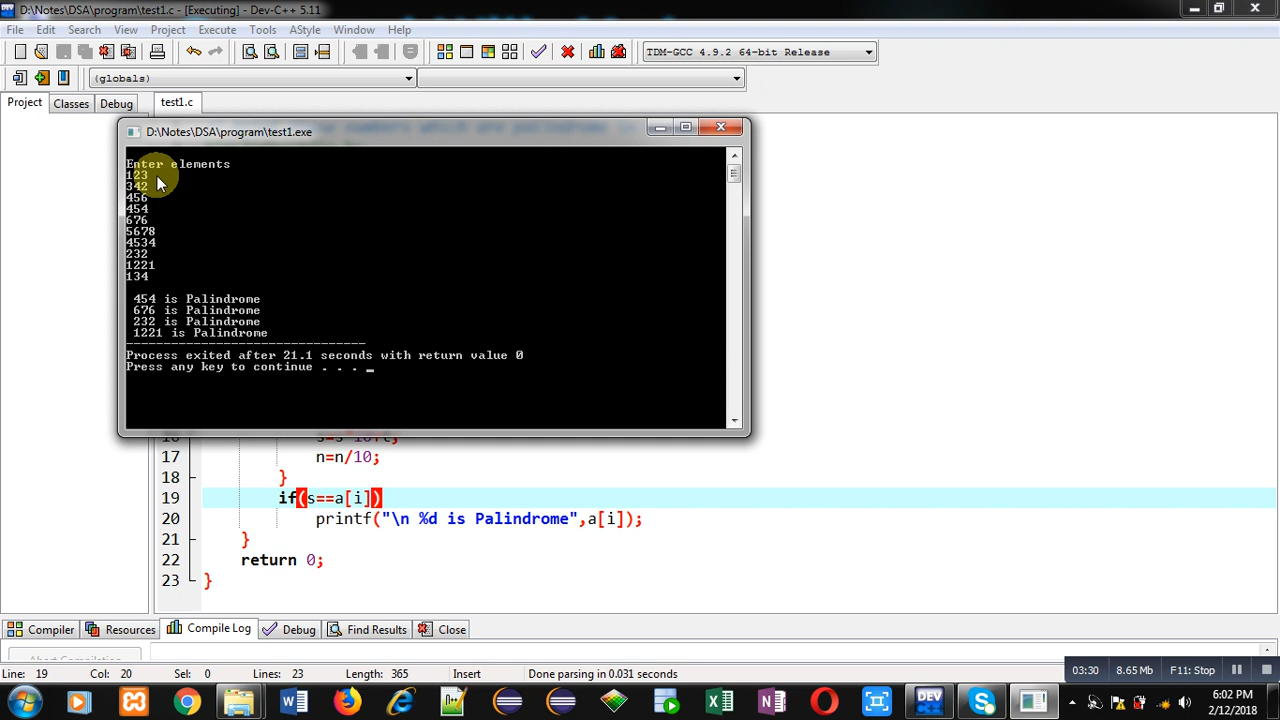 D:\Notes\DSA\program\test1.c - [Executing] - Dev-C++ 5.11
File Edit Search View Project Execute Tools AStyle Window Help
TDM-GCC 4.9.2 64-bit Release
(globals)
Project Classes Debug test1.c
D:\Notes\DSA\program\test1.exe
Enter elements
123
342
456
454
676
5678
4534
232
1221
134
454 is Palindrome
676 is Palindrome
232 is Palindrome
1221 is Palindrome
--------------------------------
Process exited after 21.1 seconds with return value 0
Press any key to continue . . . _
17 n=n/10;
18 }
19 if(s==a[i])
20 printf("\n %d is Palindrome",a[i]);
21 }
22 return 0;
23 }
Compiler Resources Compile Log Debug Find Results Close
Line: 19 Col: 20 Sel: 0 Lines: 23 Length: 365 Insert Done parsing in 0.031 seconds
03:30 8.65 Mb F11: Stop
DEV
6:02 PM
2/12/2018